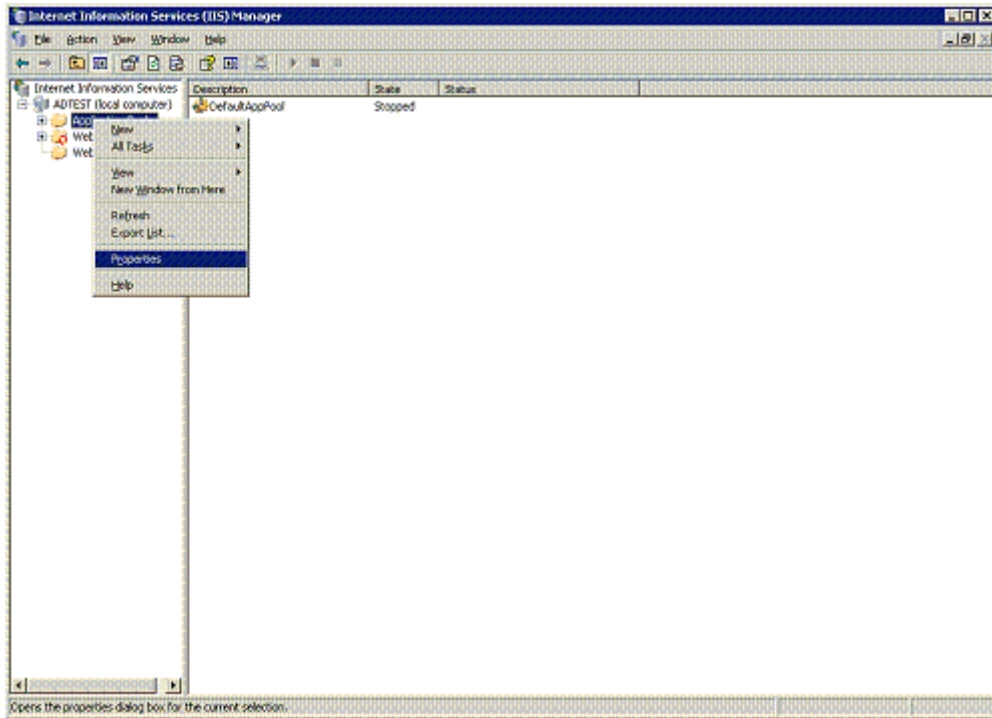 Internet Information Services (IIS) Manager
File Action View Window Help
Internet Information Services
ADTEST (local computer)
Web
Web
Description State Status
DefaultAppPool Stopped
New
All Tasks
View
New Window from Here
Refresh
Export List...
Properties
Help
Opens the properties dialog box for the current selection.